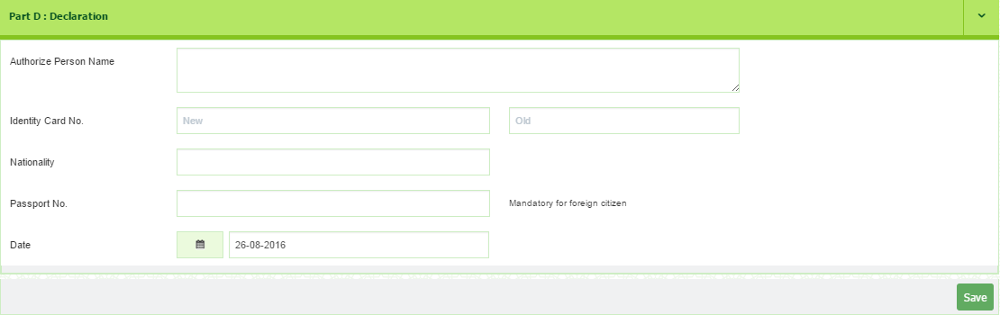 Part D : Declaration
Authorize Person Name
Identity Card No. New Old
Nationality
Passport No. Mandatory for foreign citizen
Date 26-08-2016
Save